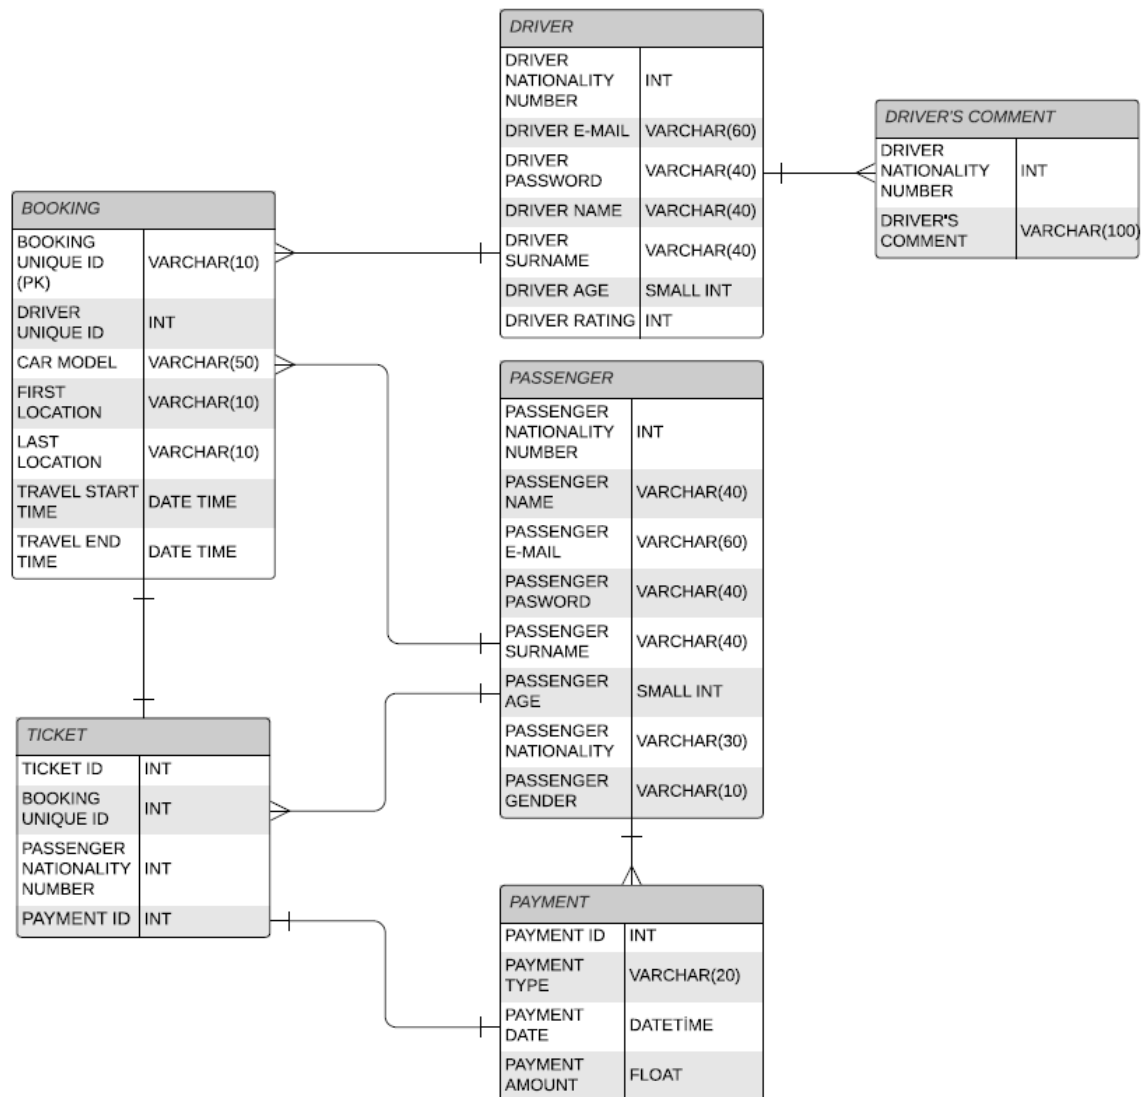 DRIVER
DRIVER
NATIONALITY
NUMBER
INT
DRIVER E-MAIL
VARCHAR(60)
DRIVER
PASSWORD
VARCHAR(40)
DRIVER NAME
VARCHAR(40)
DRIVER
SURNAME
VARCHAR(40)
DRIVER AGE
SMALL INT
DRIVER RATING
INT
DRIVER'S COMMENT
DRIVER
NATIONALITY
NUMBER
INT
DRIVER'S
COMMENT
VARCHAR(100)
BOOKING
BOOKING
UNIQUE ID
(PK)
VARCHAR(10)
DRIVER
UNIQUE ID
INT
CAR MODEL
VARCHAR(50)
FIRST
LOCATION
VARCHAR(10)
LAST
LOCATION
VARCHAR(10)
TRAVEL START
TIME
DATE TIME
TRAVEL END
TIME
DATE TIME
PASSENGER
PASSENGER
NATIONALITY
NUMBER
INT
PASSENGER
NAME
VARCHAR(40)
PASSENGER
E-MAIL
VARCHAR(60)
PASSENGER
PASWORD
VARCHAR(40)
PASSENGER
SURNAME
VARCHAR(40)
PASSENGER
AGE
SMALL INT
PASSENGER
NATIONALITY
VARCHAR(30)
PASSENGER
GENDER
VARCHAR(10)
TICKET
TICKET ID
INT
BOOKING
UNIQUE ID
INT
PASSENGER
NATIONALITY
NUMBER
INT
PAYMENT ID
INT
PAYMENT
PAYMENT ID
INT
PAYMENT
TYPE
VARCHAR(20)
PAYMENT
DATE
DATETİME
PAYMENT
AMOUNT
FLOAT